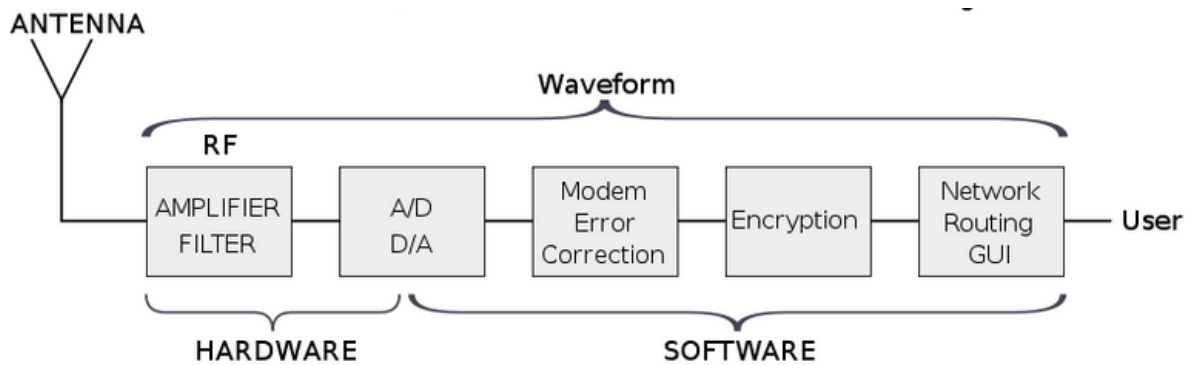 ANTENNA
Waveform
RF
AMPLIFIER
FILTER
A/D
D/A
Modem
Error
Correction
Encryption
Network
Routing
GUI
User
HARDWARE
SOFTWARE